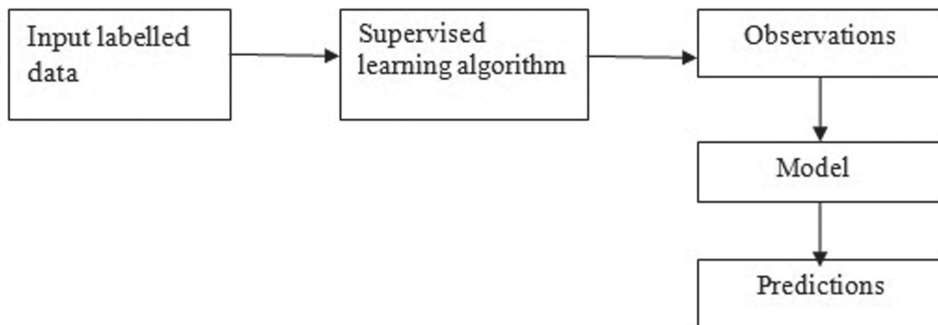 Input labelled
data
Supervised
learning algorithm
Observations
Model
Predictions